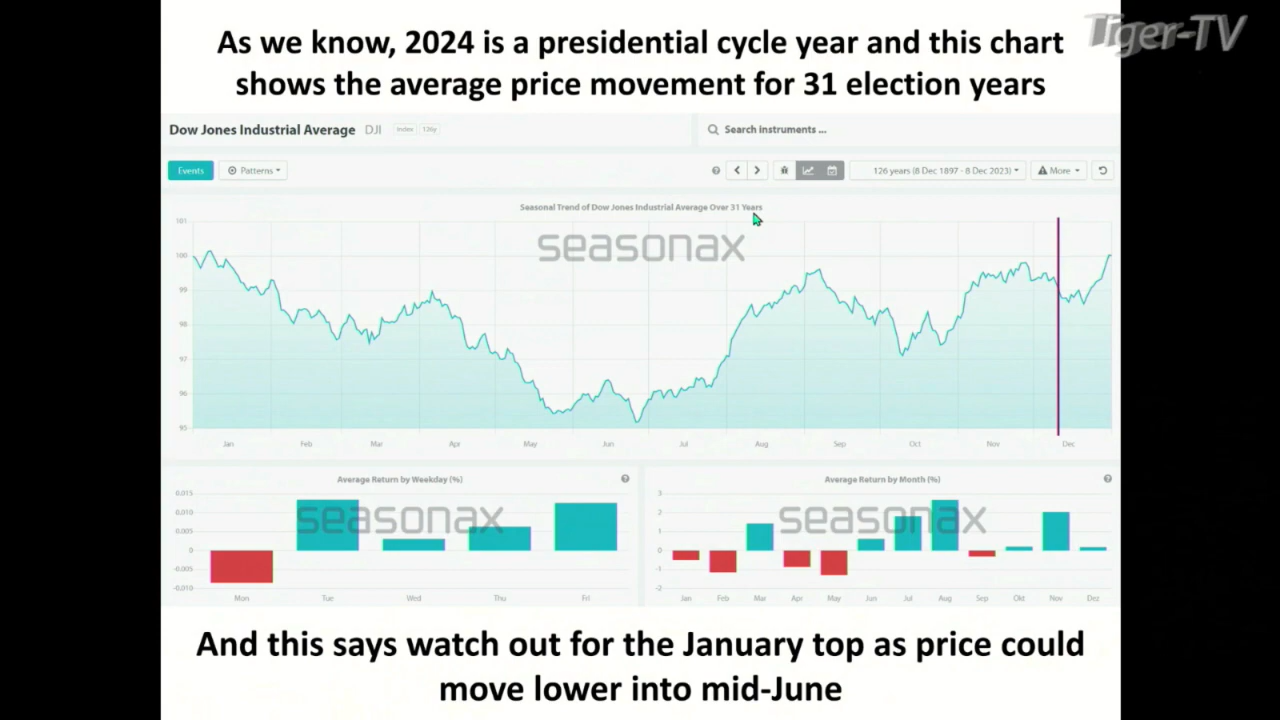 As we know, 2024 is a presidential cycle year and this chart
shows the average price movement for 31 election years
Tiger-TV
Dow Jones Industrial Average DJI Index 126y
Search instruments ...
Events Patterns
126 years (8 Dec 1897 - 8 Dec 2023) More
Seasonal Trend of Dow Jones Industrial Average Over 31 Years
seasonax
101
100
99
98
97
96
95
Jan Feb Mar Apr May Jun Jul Aug Sep Oct Nov Dec
Average Return by Weekday (%)
seasonax
0.015
0.010
0.005
0
-0.005
-0.010
Mon Tue Wed Thu Fri
Average Return by Month (%)
seasonax
3
2
1
0
-1
-2
Jan Feb Mar Apr May Jun Jul Aug Sep Okt Nov Dez
And this says watch out for the January top as price could
move lower into mid-June